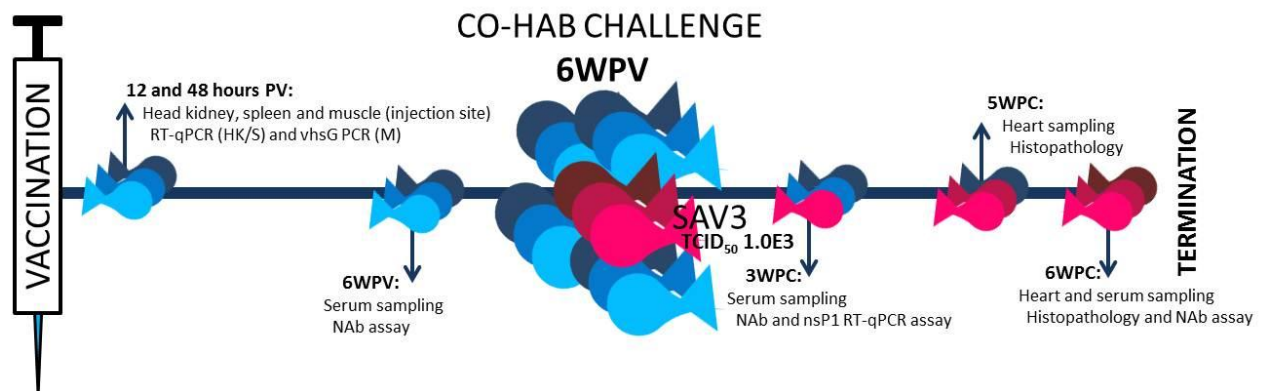 VACCINATION
12 and 48 hours PV:
Head kidney, spleen and muscle (injection site)
RT-qPCR (HK/S) and vhsG PCR (M)
6WPV:
Serum sampling
NAb assay
CO-HAB CHALLENGE
6WPV
SAV3
TCID50 1.0E3
3WPC:
Serum sampling
NAb and nsP1 RT-qPCR assay
5WPC:
Heart sampling
Histopathology
6WPC:
Heart and serum sampling
Histopathology and NAb assay
TERMINATION